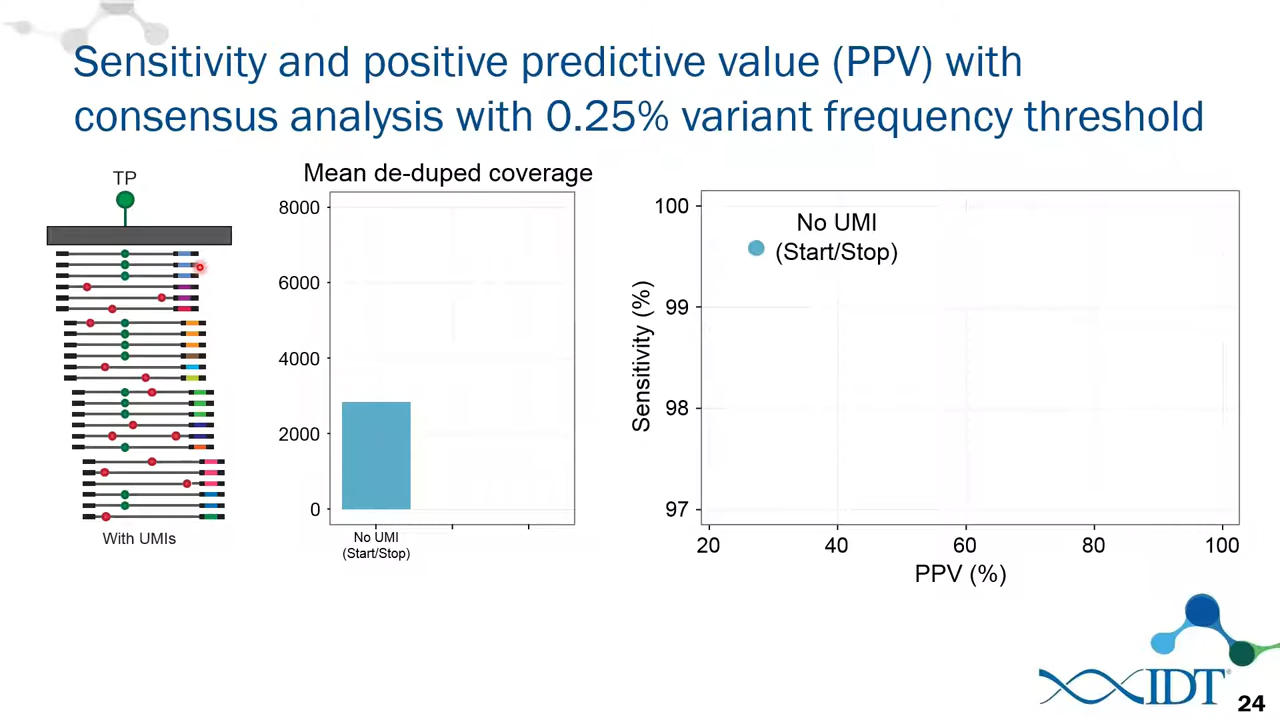 Sensitivity and positive predictive value (PPV) with
consensus analysis with 0.25% variant frequency threshold
TP
With UMIs
Mean de-duped coverage
8000
6000
4000
2000
0
No UMI
(Start/Stop)
Sensitivity (%)
100
99
98
97
No UMI
(Start/Stop)
20 40 60 80 100
PPV (%)
IDT®
24